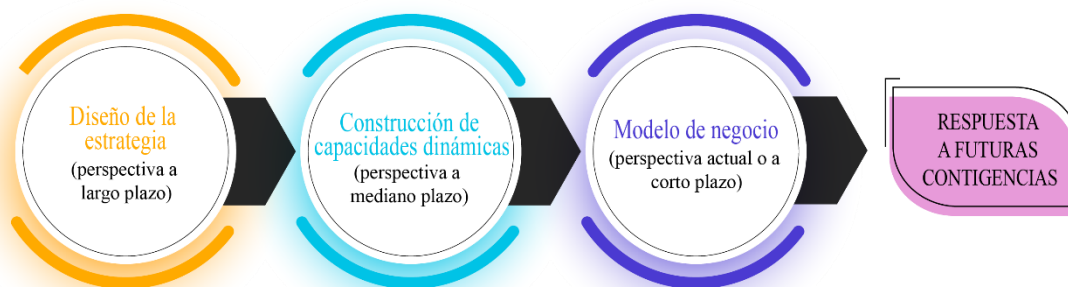 Diseño de la
estrategia
(perspectiva a
largo plazo)
Construcción de
capacidades dinámicas
(perspectiva a
mediano plazo)
Modelo de negocio
(perspectiva actual o a
corto plazo)
RESPUESTA
A FUTURAS
CONTIGENCIAS